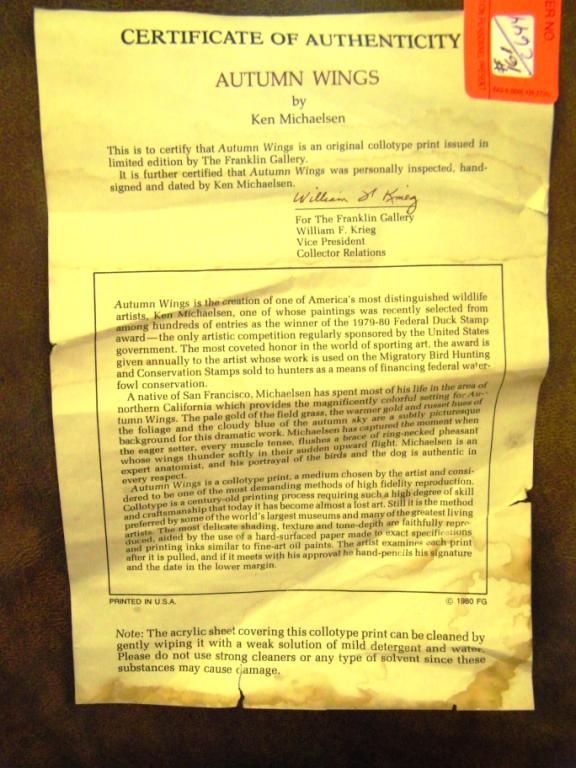 CERTIFICATE OF AUTHENTICITY
AUTUMN WINGS
by
Ken Michaelsen
This is to certify that Autumn Wings is an original collotype print issued in
limited edition by The Franklin Gallery.
It is further certified that Autumn Wings was personally inspected, hand-
signed and dated by Ken Michaelsen.
William F Krieg
For The Franklin Gallery
William F. Krieg
Vice President
Collector Relations
Autumn Wings is the creation of one of America's most distinguished wildlife
artists, Ken Michaelsen, one of whose paintings was recently selected from
among hundreds of entries as the winner of the 1979-80 Federal Duck Stamp
award—the only artistic competition regularly sponsored by the United States
government. The most coveted honor in the world of sporting art, the award is
given annually to the artist whose work is used on the Migratory Bird Hunting
and Conservation Stamps sold to hunters as a means of financing federal water-
fowl conservation.
A native of San Francisco, Michaelsen has spent most of his life in the area of
northern California which provides the magnificently colorful setting for Au-
tumn Wings. The pale gold of the field grass, the warmer gold and russet hues of
the foliage and the cloudy blue of the autumn sky are a subtly picturesque
background for this dramatic work. Michaelsen has captured the moment when
the eager setter, every muscle tense, flushes a brace of ring-necked pheasant
whose wings thunder softly in their sudden upward flight. Michaelsen is an
expert anatomist, and his portrayal of the birds and the dog is authentic in
every respect.
Autumn Wings is a collotype print, a medium chosen by the artist and consi-
dered to be one of the most demanding methods of high fidelity reproduction.
Collotype is a century-old printing process requiring such a high degree of skill
and craftsmanship that today it has become almost a lost art. Still it is the method
preferred by some of the world's largest museums and many of the greatest living
artists. The most delicate shading, texture and tone-depth are faithfully repro-
duced, aided by the use of a hard-surfaced paper made to exact specifications
and printing inks similar to fine-art oil paints. The artist examines each print
after it is pulled, and if it meets with his approval he hand-pencils his signature
and the date in the lower margin.
PRINTED IN U.S.A.
© 1980 FG
Note: The acrylic sheet covering this collotype print can be cleaned by
gently wiping it with a weak solution of mild detergent and water.
Please do not use strong cleaners or any type of solvent since these
substances may cause damage.
ER NO
#161